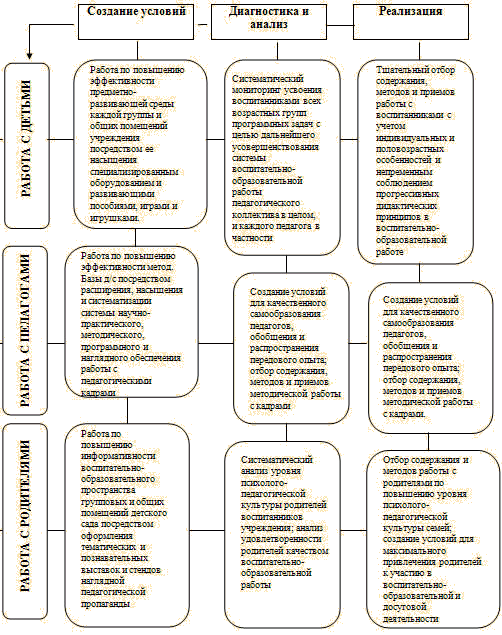 Создание условий
Диагностика и
анализ
Реализация
РАБОТА С ДЕТЬМИ
Работа по повышению
эффективности
предметно-
развивающей среды
каждой группы и
общих помещений
учреждения
посредством ее
насыщения
специализированным
оборудованием и
развивающими
пособиями, играми и
игрушками.
Систематический
мониторинг усвоения
воспитанниками всех
возрастных групп
программных задач с
целью дальнейшего
усовершенствования
системы
воспитательно-
образовательной
работы
педагогического
коллектива в целом,
и каждого педагога в
частности
Тщательный отбор
содержания,
методов и приемов
работы с
воспитанниками с
учетом
индивидуальных и
половозрастных
особенностей и
непременным
соблюдением
прогрессивных
дидактических
принципов в
воспитательно-
образовательной
работе
РАБОТА С ПЕДАГОГАМИ
Работа по повышению
эффективности метод.
Базы д/с посредством
расширения, насыщения
и систематизации
системы научно-
практического,
методического,
программного и
наглядного обеспечения
работы с
педагогическими
кадрами
Создание условий
для качественного
самообразования
педагогов,
обобщения и
распространения
передового опыта;
отбор содержания,
методов и приемов
методической работы
с кадрами
Создание условий
для качественного
самообразования
педагогов,
обобщения и
распространения
передового опыта;
отбор содержания,
методов и приемов
методической работы
с кадрами.
РАБОТА С РОДИТЕЛЯМИ
Работа по
повышению
информативности
воспитательно-
образовательного
пространства
групповых и общих
помещений детского
сада посредством
оформления
тематических и
познавательных
выставок и стендов
наглядной
педагогической
пропаганды
Систематический
анализ уровня
психолого-
педагогической
культуры родителей
воспитанников
учреждения; анализ
удовлетворенности
родителей качеством
воспитательно-
образовательной
работы
Отбор содержания и
методов работы с
родителями по
повышению уровня
психолого-
педагогической
культуры семьи;
создание условий для
максимального
привлечения родителей
к участию в
воспитательно-
образовательной и
досуговой
деятельности